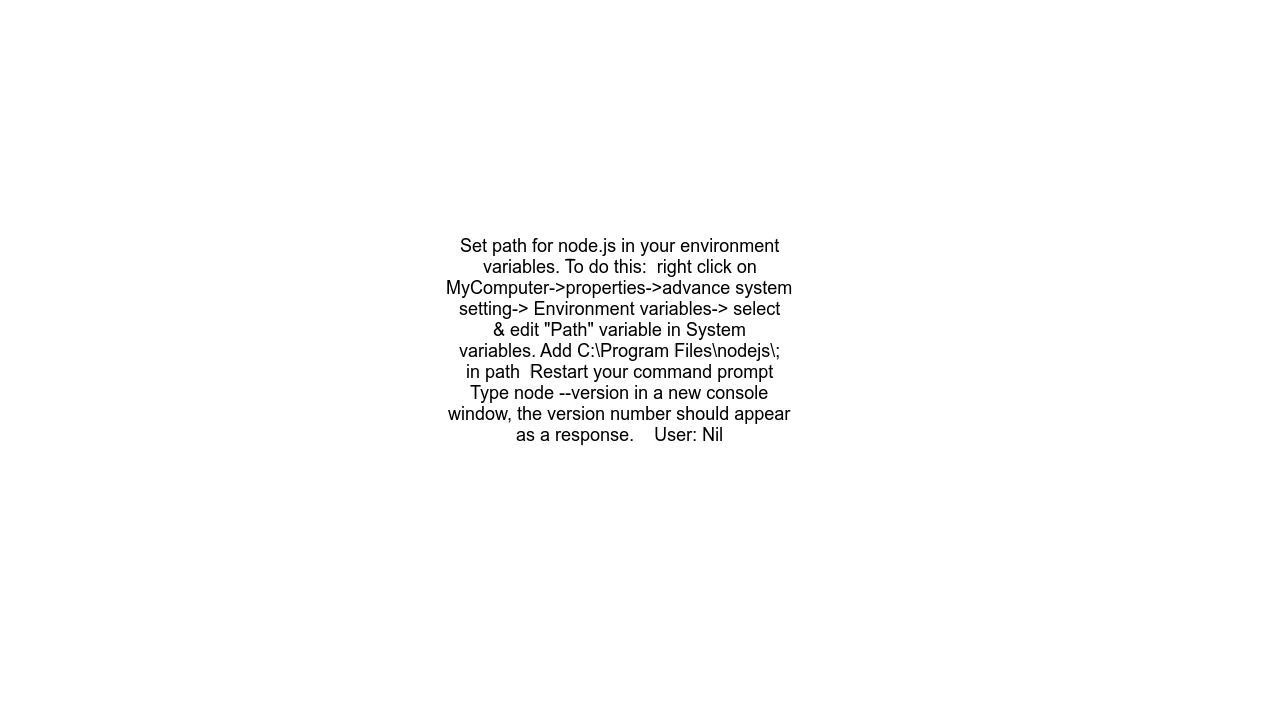 Set path for node.js in your environment
variables. To do this:  right click on
MyComputer->properties->advance system
setting-> Environment variables-> select
& edit "Path" variable in System
variables. Add C:\Program Files\nodejs\;
in path  Restart your command prompt
Type node --version in a new console
window, the version number should appear
as a response.    User: Nil